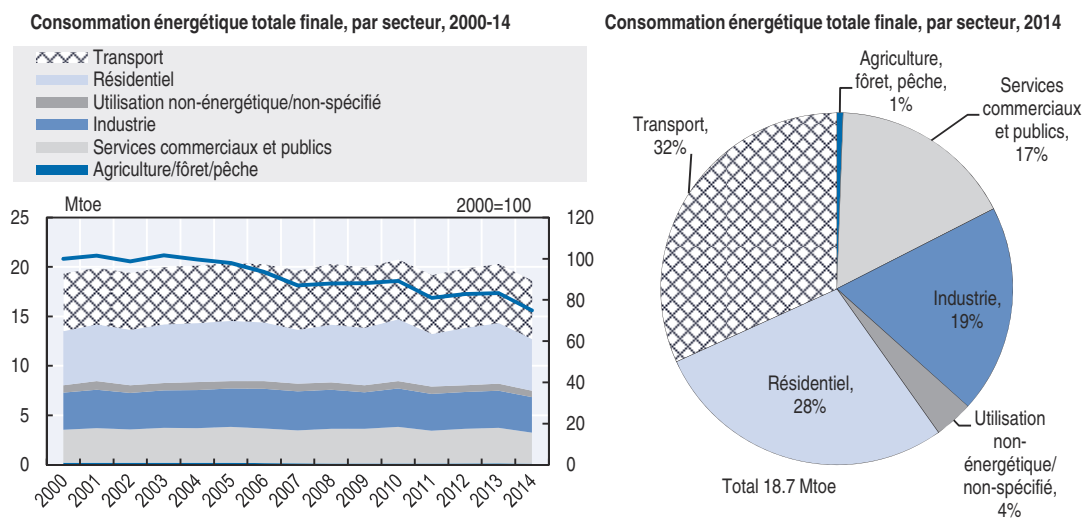 Consommation énergétique totale finale, par secteur, 2000-14
Transport
Résidentiel
Utilisation non-énergétique/non-spécifié
Industrie
Services commerciaux et publics
Agriculture/fôret/pêche
Mtoe
2000=100
25
20
15
10
5
0
120
100
80
60
40
20
0
2000
2001
2002
2003
2004
2005
2006
2007
2008
2009
2010
2011
2012
2013
2014
Consommation énergétique totale finale, par secteur, 2014
Agriculture,
fôret, pêche,
1%
Services
commerciaux
et publics,
17%
Transport,
32%
Industrie,
19%
Résidentiel,
28%
Utilisation
non-
énergétique/
non-spécifié,
4%
Total 18.7 Mtoe